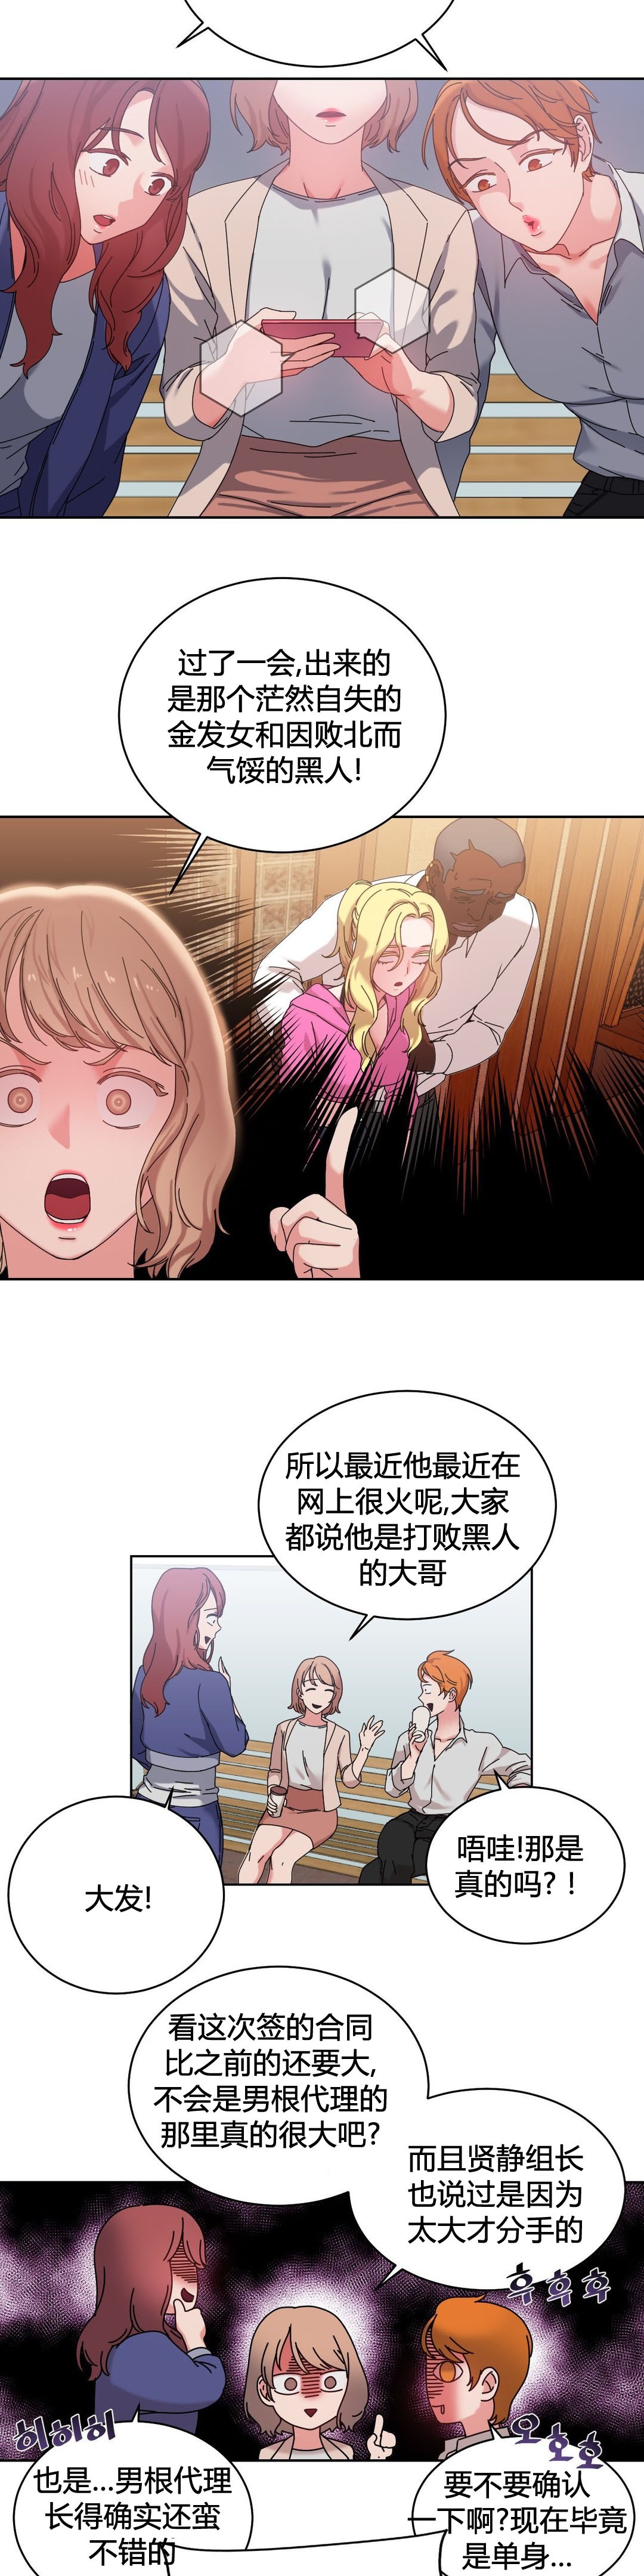 过了一会,出来的
是那个茫然自失的
金发女和因败北而
气馁的黑人!
所以最近他最近在
网上很火呢,大家
都说他是打败黑人
的大哥
唔哇!那是
真的吗?!
大发!
看这次签的合同
比之前的还要大,
不会是男根代理的
那里真的很大吧?
而且贤静组长
也说过是因为
太大才分手的
후후후
히히히
오호호
也是...男根代理
长得确实还蛮
不错的
要不要确认
一下啊?现在毕竟
是单身...